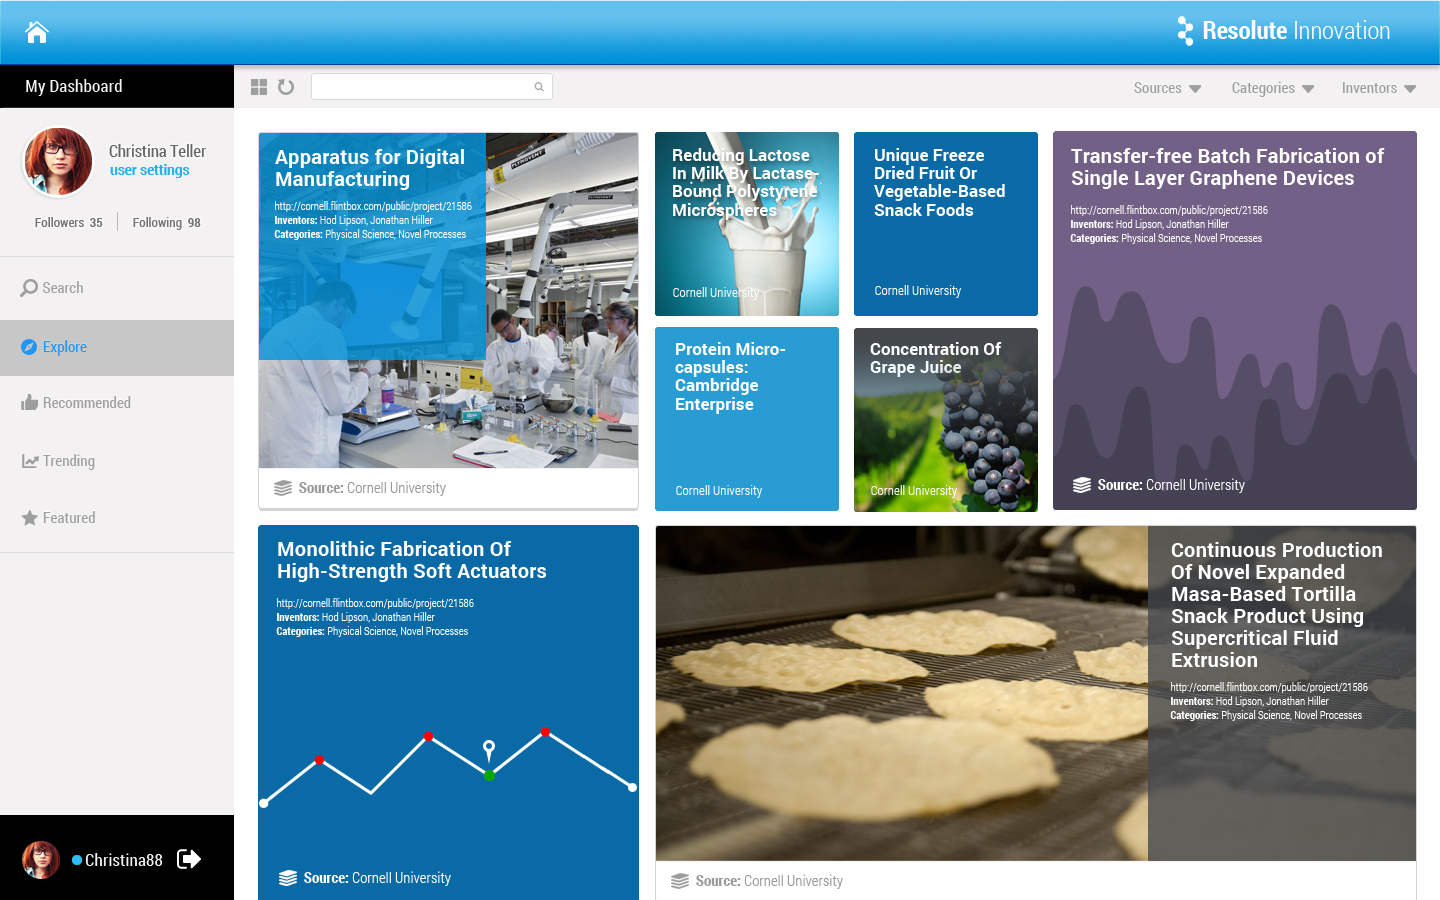 Resolute Innovation
My Dashboard
Sources
Categories
Inventors
Christina Teller
user settings
Followers 35
Following 98
Search
Explore
Recommended
Trending
Featured
Christina88
Apparatus for Digital
Manufacturing
http://cornell.flintbox.com/public/project/21586
Inventors: Hod Lipson, Jonathan Hiller
Categories: Physical Science, Novel Processes
Source: Cornell University
Reducing Lactose
In Milk By Lactase-
Bound Polystyrene
Microspheres
Cornell University
Unique Freeze
Dried Fruit Or
Vegetable-Based
Snack Foods
Cornell University
Protein Micro-
capsules:
Cambridge
Enterprise
Cornell University
Concentration Of
Grape Juice
Cornell University
Transfer-free Batch Fabrication of
Single Layer Graphene Devices
http://cornell.flintbox.com/public/project/21586
Inventors: Hod Lipson, Jonathan Hiller
Categories: Physical Science, Novel Processes
Source: Cornell University
Monolithic Fabrication Of
High-Strength Soft Actuators
http://cornell.flintbox.com/public/project/21586
Inventors: Hod Lipson, Jonathan Hiller
Categories: Physical Science, Novel Processes
Source: Cornell University
Continuous Production
Of Novel Expanded
Masa-Based Tortilla
Snack Product Using
Supercritical Fluid
Extrusion
http://cornell.flintbox.com/public/project/21586
Inventors: Hod Lipson, Jonathan Hiller
Categories: Physical Science, Novel Processes
Source: Cornell University